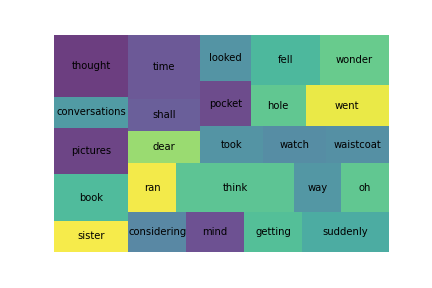 thought
time
looked
fell
wonder
conversations
shall
pocket
hole
went
pictures
dear
took
watch
waistcoat
book
ran
think
way
oh
sister
considering
mind
getting
suddenly